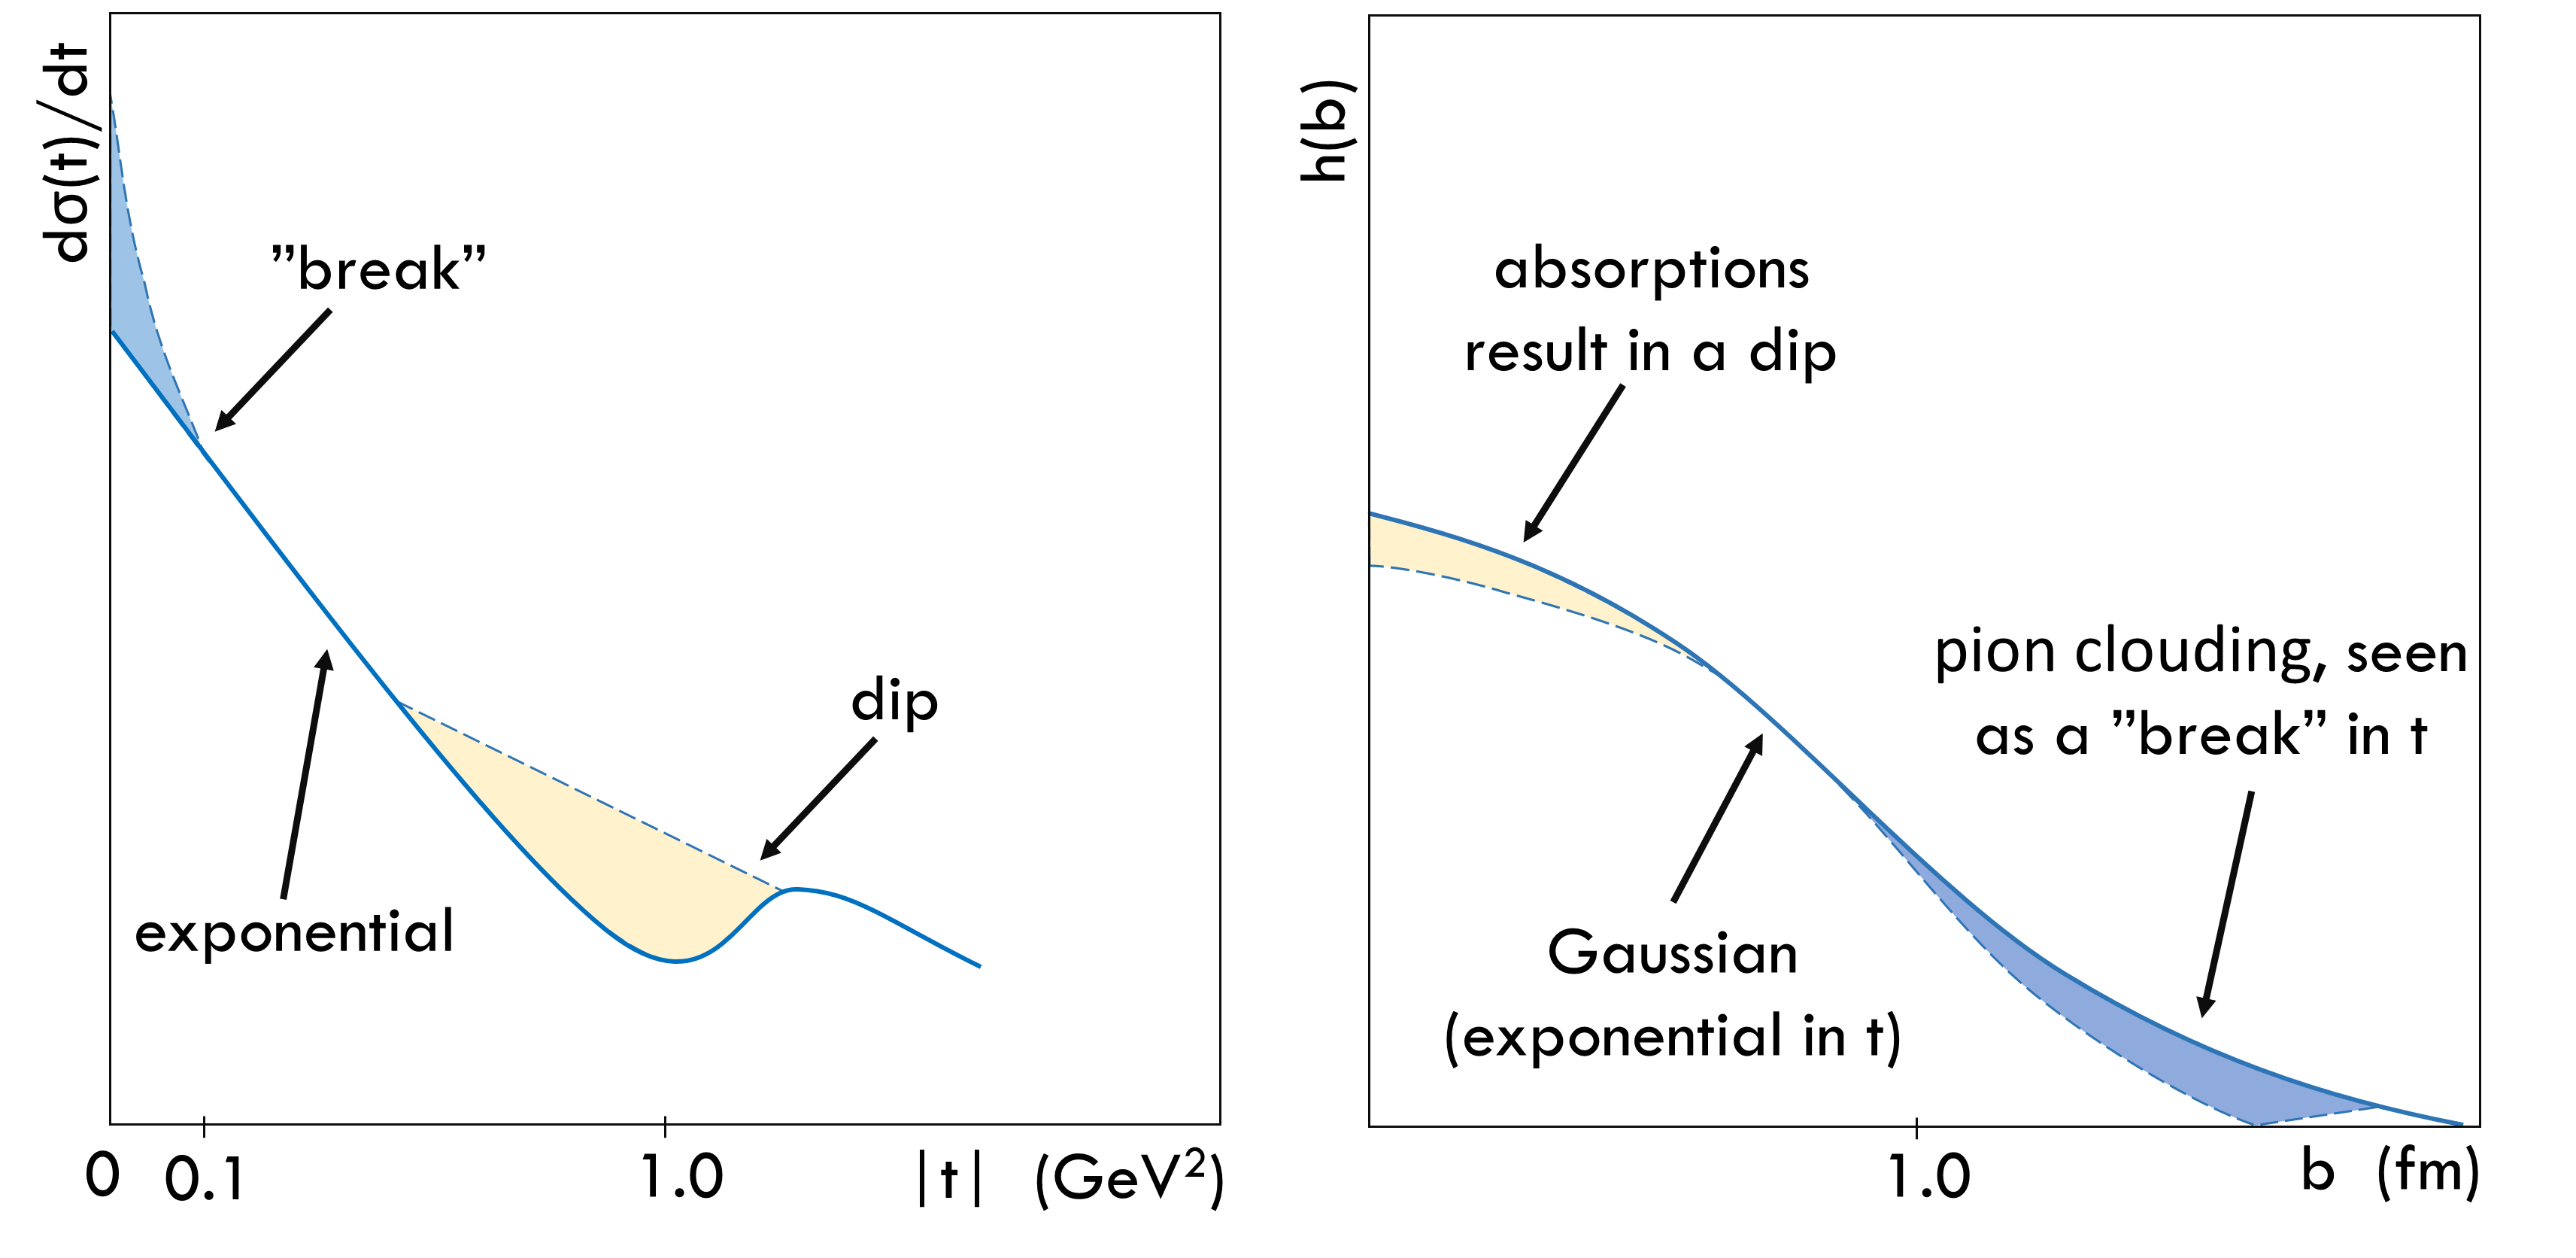 dσ(t)/dt
”break”
exponential
dip
0
0.1
1.0
|t| (GeV²)
h(b)
absorptions
result in a dip
Gaussian
(exponential in t)
pion clouding, seen
as a ”break” in t
1.0
b (fm)